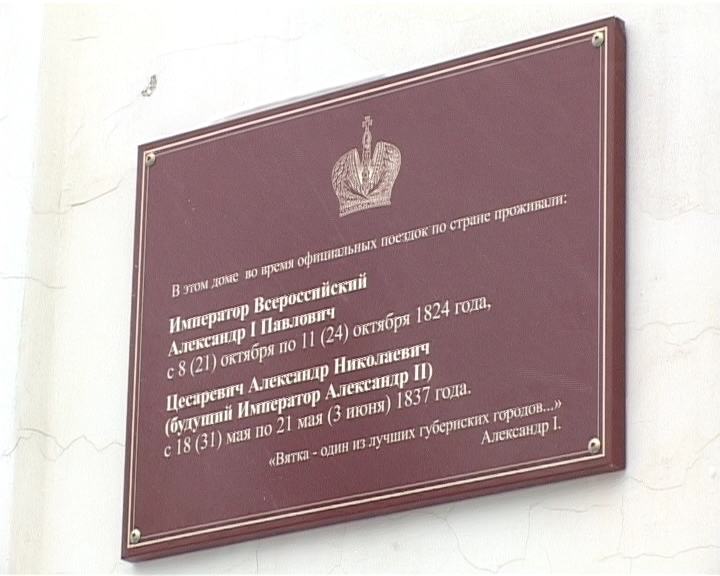 В этом доме во время официальных поездок по стране проживали:
Император Всероссийский
Александр I Павлович
с 8 (21) октября по 11 (24) октября 1824 года,
Цесаревич Александр Николаевич
(будущий Император Александр II)
с 18 (31) мая по 21 мая (3 июня) 1837 года.
«Вятка - один из лучших губернских городов...»
Александр I.